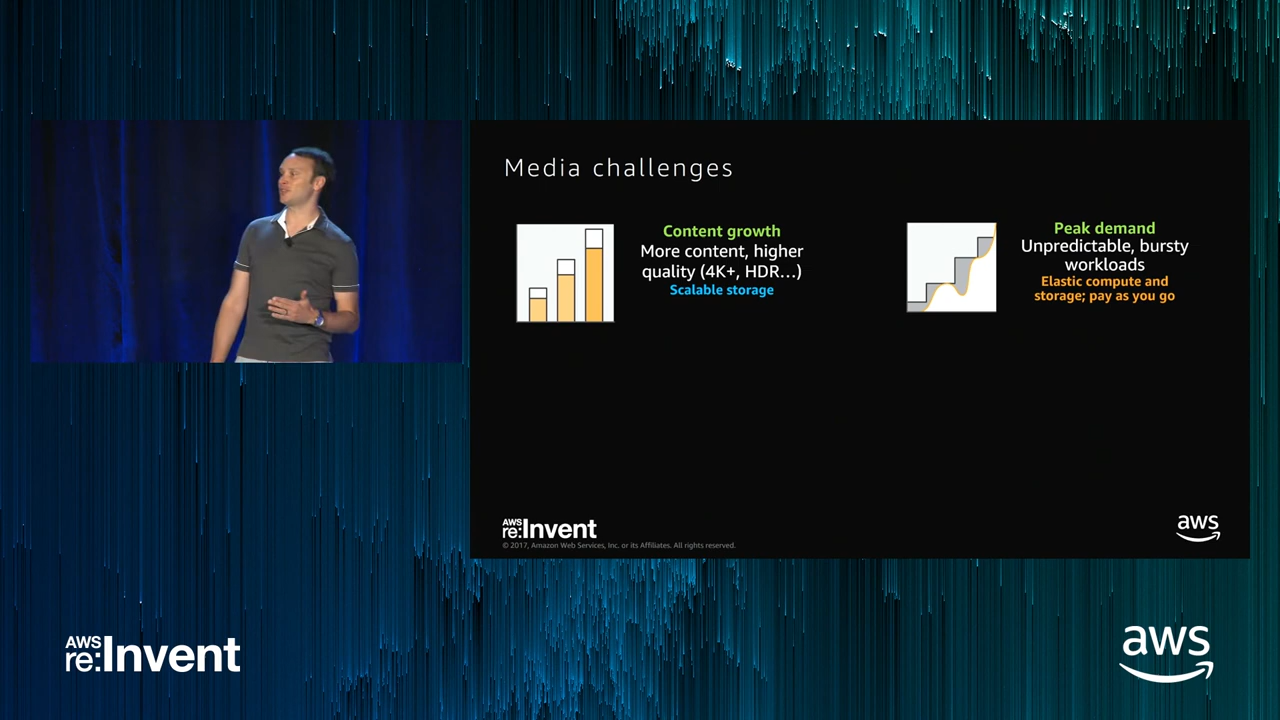 Media challenges
Content growth
More content, higher
quality (4K+, HDR...)
Scalable storage
Peak demand
Unpredictable, bursty
workloads
Elastic compute and
storage; pay as you go
AWS
re:Invent
© 2017, Amazon Web Services, Inc. or its Affiliates. All rights reserved.
aws
AWS
re:Invent
aws